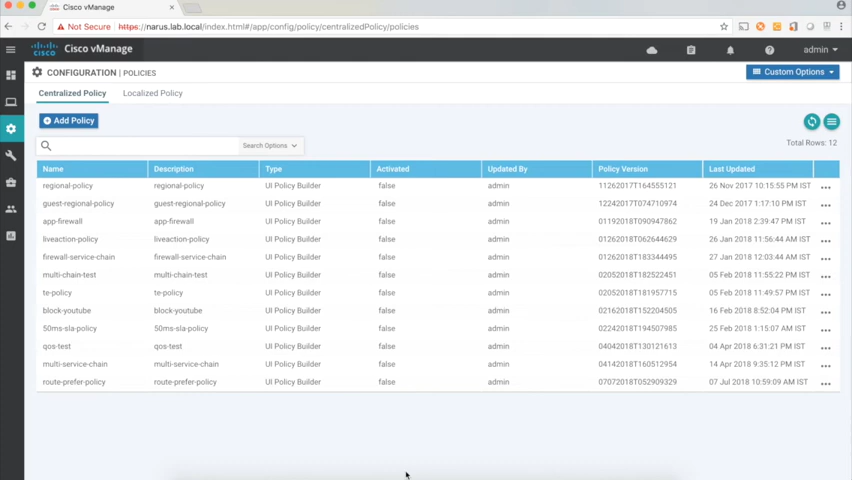 Cisco vManage
Not Secure https://narus.lab.local/index.html#/app/config/policy/centralizedPolicy/policies
cisco Cisco vManage admin
CONFIGURATION | POLICIES Custom Options
Centralized Policy Localized Policy
Add Policy
Search Options Total Rows: 12
Name Description Type Activated Updated By Policy Version Last Updated
regional-policy regional-policy UI Policy Builder false admin 11262017T164555121 26 Nov 2017 10:15:55 PM IST
guest-regional-policy guest-regional-policy UI Policy Builder false admin 12242017T074710974 24 Dec 2017 1:17:10 PM IST
app-firewall app-firewall UI Policy Builder false admin 01192018T090947862 19 Jan 2018 2:39:47 PM IST
liveaction-policy liveaction-policy UI Policy Builder false admin 01262018T062644629 26 Jan 2018 11:56:44 AM IST
firewall-service-chain firewall-service-chain UI Policy Builder false admin 01262018T183344495 27 Jan 2018 12:03:44 AM IST
multi-chain-test multi-chain-test UI Policy Builder false admin 02052018T182522451 05 Feb 2018 11:55:22 PM IST
te-policy te-policy UI Policy Builder false admin 02052018T181957715 05 Feb 2018 11:49:57 PM IST
block-youtube block-youtube UI Policy Builder false admin 02162018T152204505 16 Feb 2018 8:52:04 PM IST
50ms-sla-policy 50ms-sla-policy UI Policy Builder false admin 02242018T194507985 25 Feb 2018 1:15:07 AM IST
qos-test qos-test UI Policy Builder false admin 04042018T130121613 04 Apr 2018 6:31:21 PM IST
multi-service-chain multi-service-chain UI Policy Builder false admin 04142018T160512954 14 Apr 2018 9:35:12 PM IST
route-prefer-policy route-prefer-policy UI Policy Builder false admin 07072018T052909329 07 Jul 2018 10:59:09 AM IST